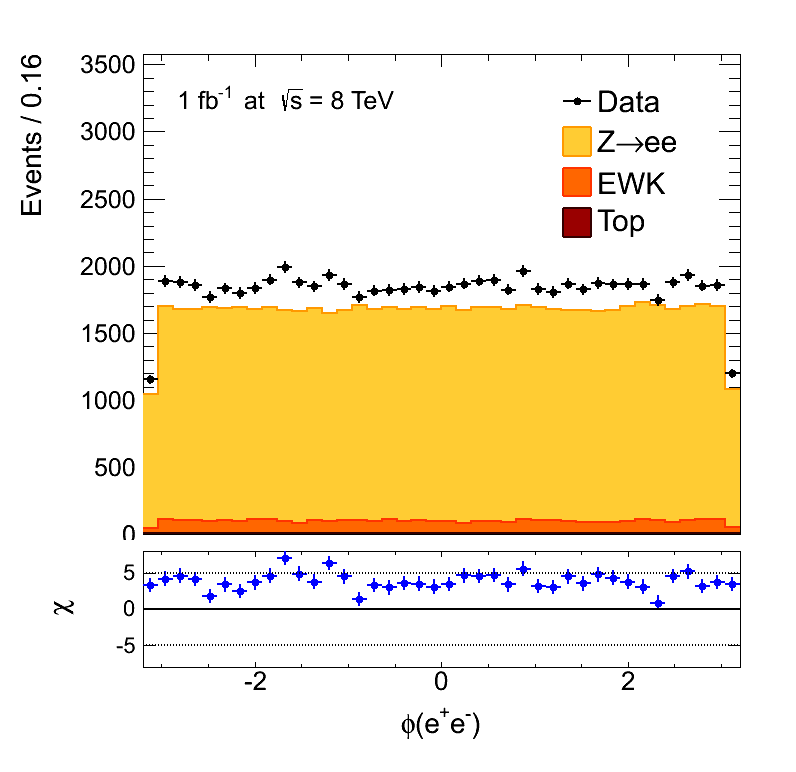 Events / 0.16
3500
3000
2500
2000
1500
1000
500
0
1 fb⁻¹ at √s = 8 TeV
Data
Z→ee
EWK
Top
χ
5
0
-5
-2
0
2
ϕ(e⁺e⁻)